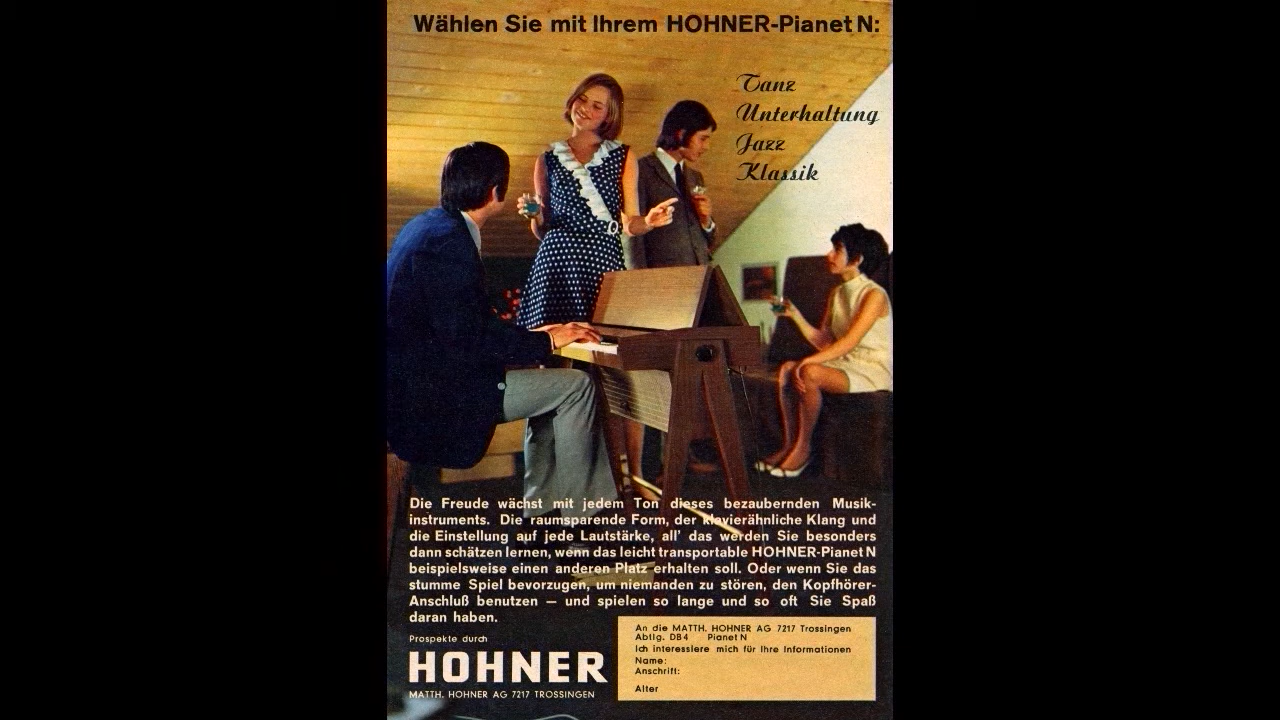 Wählen Sie mit Ihrem HOHNER-Pianet N:
Tanz
Unterhaltung
Jazz
Klassik
Die Freude wächst mit jedem Ton dieses bezaubernden Musik-
instruments. Die raumsparende Form, der klavierähnliche Klang und
die Einstellung auf jede Lautstärke, all' das werden Sie besonders
dann schätzen lernen, wenn das leicht transportable HOHNER-Pianet N
beispielsweise einen anderen Platz erhalten soll. Oder wenn Sie das
stumme Spiel bevorzugen, um niemanden zu stören, den Kopfhörer-
Anschluß benutzen — und spielen so lange und so oft Sie Spaß
daran haben.
Prospekte durch
HOHNER
MATTH. HOHNER AG 7217 TROSSINGEN
An die MATTH. HOHNER AG 7217 Trossingen
Abtlg. DB4 Pianet N
Ich interessiere mich für Ihre Informationen
Name:
Anschrift:
Alter